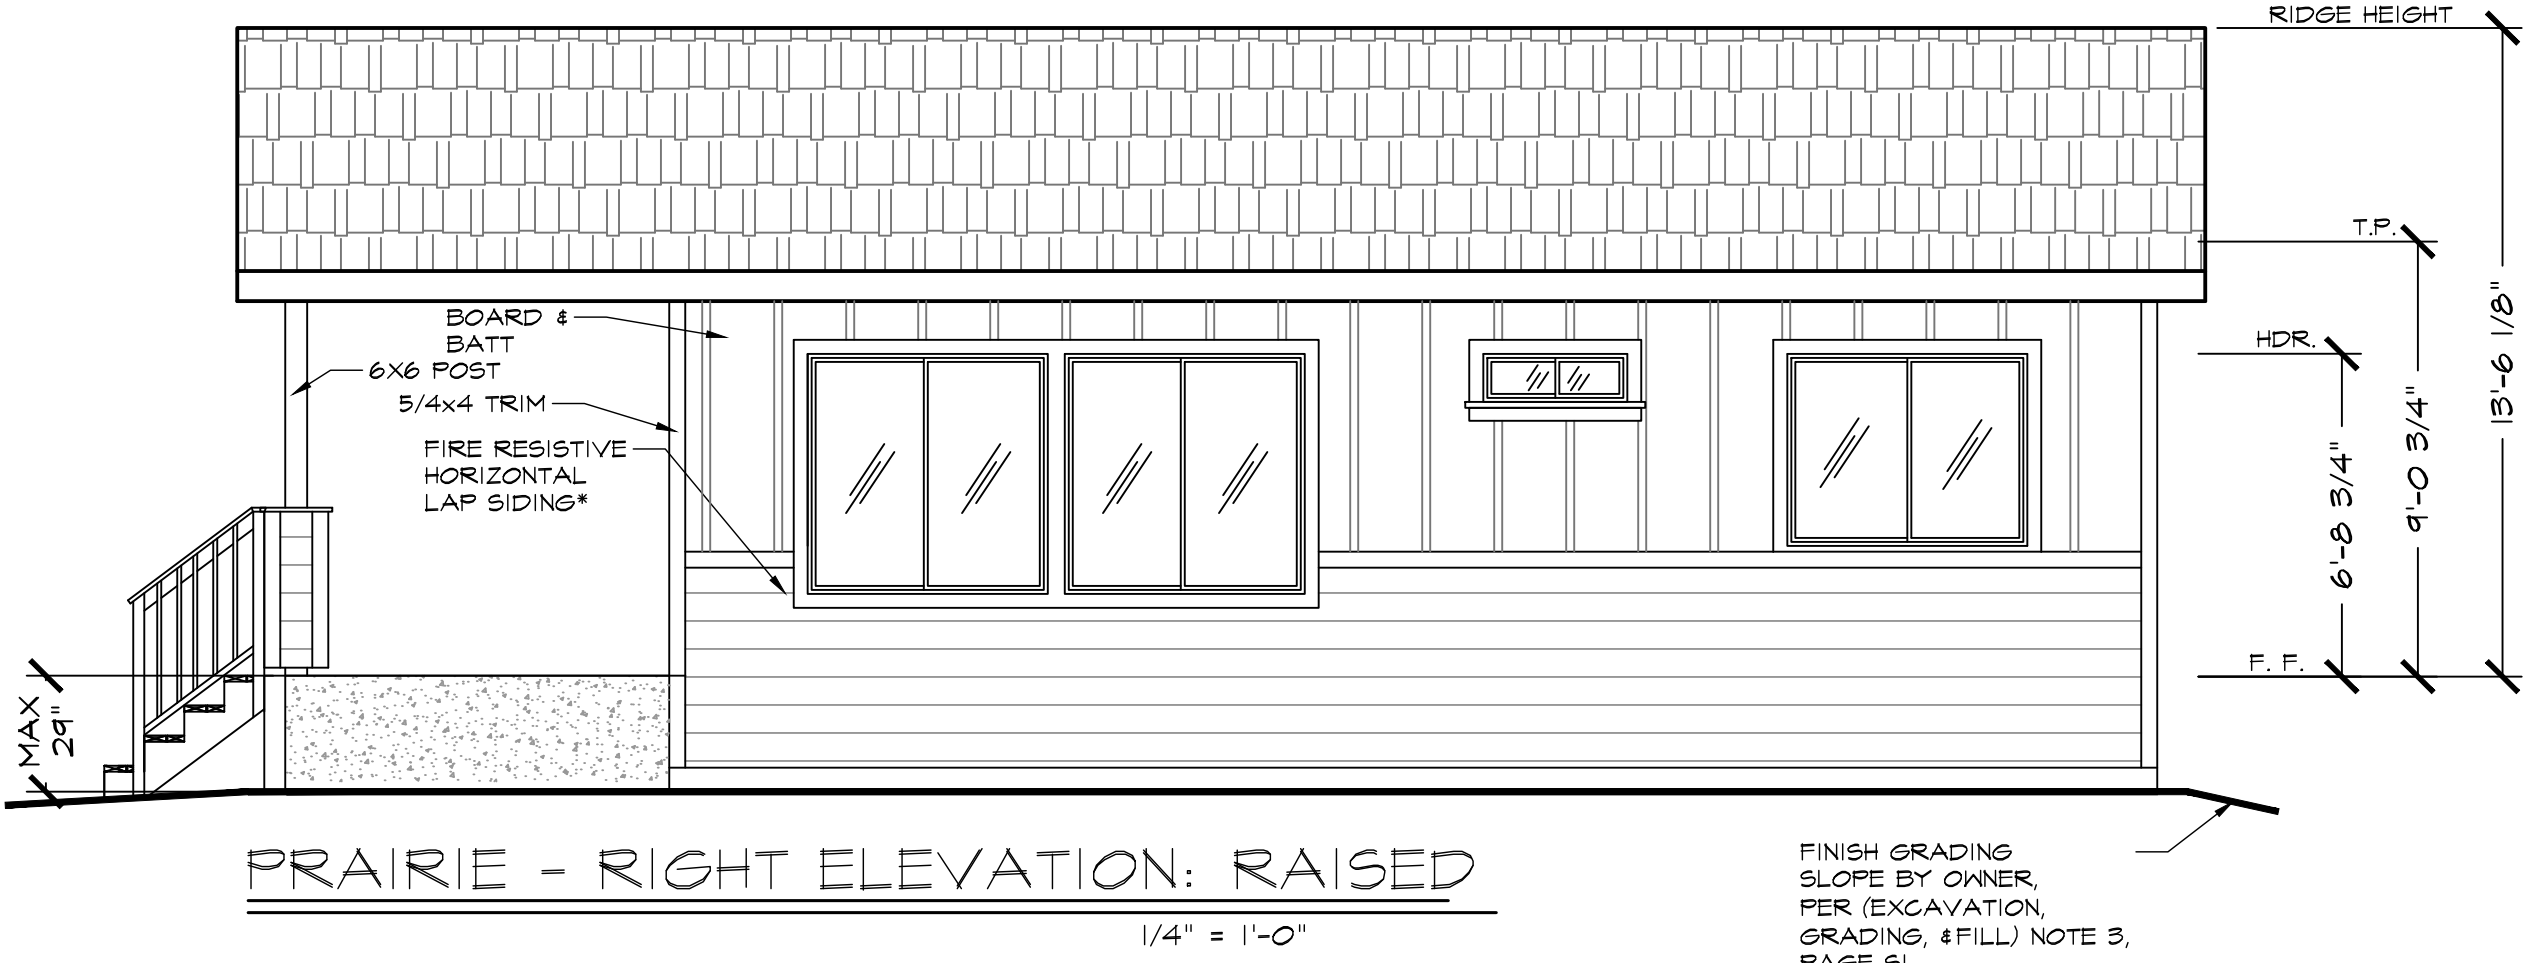 RIDGE HEIGHT
T.P.
HDR.
F. F.
13'-6 1/8"
9'-0 3/4"
6'-8 3/4"
BOARD &
BATT
6X6 POST
5/4x4 TRIM
FIRE RESISTIVE
HORIZONTAL
LAP SIDING*
MAX
29"
PRAIRIE - RIGHT ELEVATION: RAISED
1/4" = 1'-0"
FINISH GRADING
SLOPE BY OWNER,
PER (EXCAVATION,
GRADING, & FILL) NOTE 3,
PAGE S1